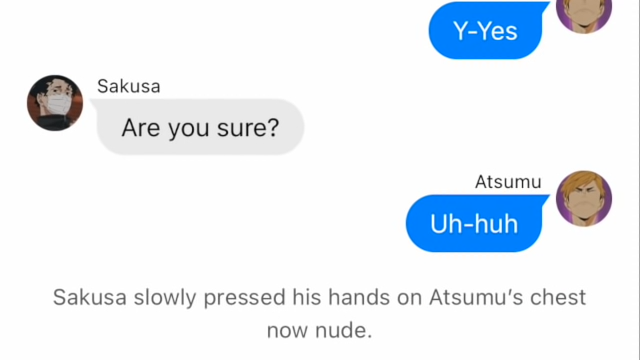 Y-Yes
Sakusa
Are you sure?
Atsumu
Uh-huh
Sakusa slowly pressed his hands on Atsumu’s chest
now nude.